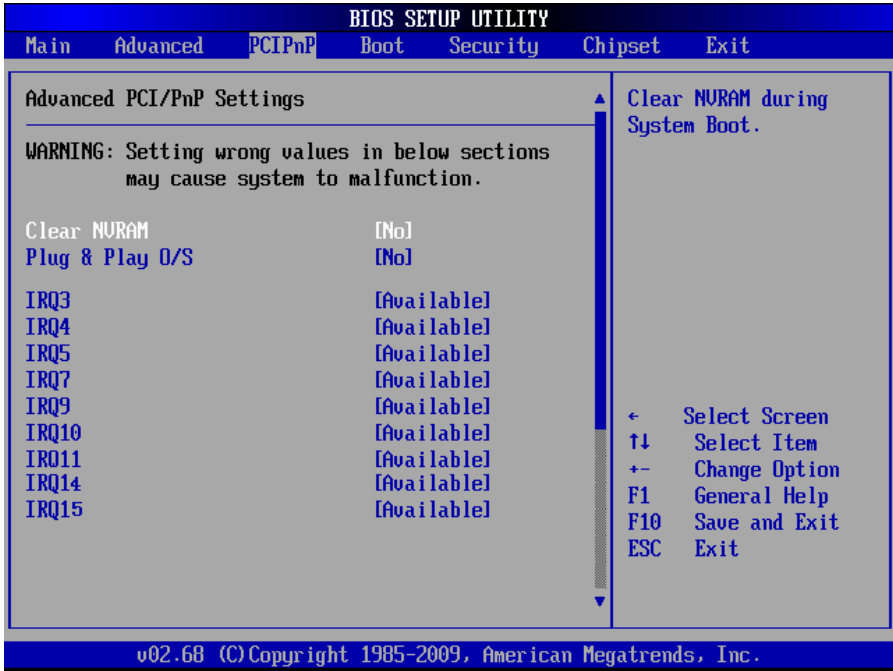 BIOS SETUP UTILITY
Main Advanced PCIPnP Boot Security Chipset Exit
Advanced PCI/PnP Settings
WARNING: Setting wrong values in below sections
may cause system to malfunction.
Clear NVRAM [No]
Plug & Play O/S [No]
IRQ3 [Available]
IRQ4 [Available]
IRQ5 [Available]
IRQ7 [Available]
IRQ9 [Available]
IRQ10 [Available]
IRQ11 [Available]
IRQ14 [Available]
IRQ15 [Available]
Clear NVRAM during
System Boot.
← Select Screen
↑↓ Select Item
+- Change Option
F1 General Help
F10 Save and Exit
ESC Exit
v02.68 (C)Copyright 1985-2009, American Megatrends, Inc.